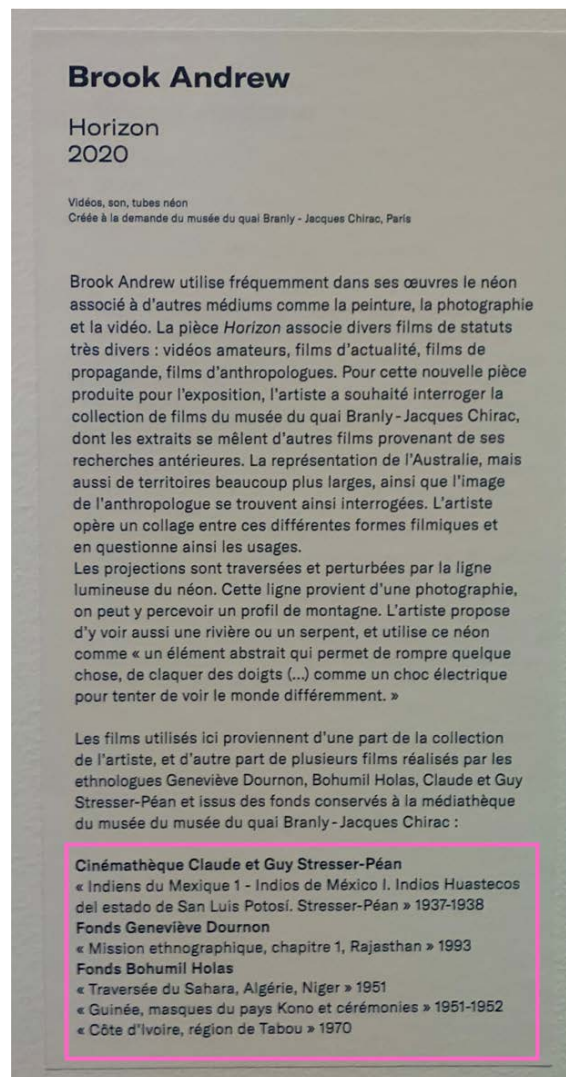 Brook Andrew
Horizon
2020
Vidéos, son, tubes néon
Créée à la demande du musée du quai Branly - Jacques Chirac, Paris
Brook Andrew utilise fréquemment dans ses œuvres le néon
associé à d'autres médiums comme la peinture, la photographie
et la vidéo. La pièce Horizon associe divers films de statuts
très divers : vidéos amateurs, films d'actualité, films de
propagande, films d'anthropologues. Pour cette nouvelle pièce
produite pour l'exposition, l'artiste a souhaité interroger la
collection de films du musée du quai Branly - Jacques Chirac,
dont les extraits se mêlent d'autres films provenant de ses
recherches antérieures. La représentation de l'Australie, mais
aussi de territoires beaucoup plus larges, ainsi que l'image
de l'anthropologue se trouvent ainsi interrogées. L'artiste
opère un collage entre ces différentes formes filmiques et
en questionne ainsi les usages.
Les projections sont traversées et perturbées par la ligne
lumineuse du néon. Cette ligne provient d'une photographie,
on peut y percevoir un profil de montagne. L'artiste propose
d'y voir aussi une rivière ou un serpent, et utilise ce néon
comme « un élément abstrait qui permet de rompre quelque
chose, de claquer des doigts (...) comme un choc électrique
pour tenter de voir le monde différemment. »
Les films utilisés ici proviennent d'une part de la collection
de l'artiste, et d'autre part de plusieurs films réalisés par les
ethnologues Geneviève Dournon, Bohumil Holas, Claude et Guy
Stresser-Péan et issus des fonds conservés à la médiathèque
du musée du musée du quai Branly - Jacques Chirac :
Cinémathèque Claude et Guy Stresser-Péan
« Indiens du Mexique 1 - Indios de México I. Indios Huastecos
del estado de San Luis Potosí. Stresser-Péan » 1937-1938
Fonds Geneviève Dournon
« Mission ethnographique, chapitre 1, Rajasthan » 1993
Fonds Bohumil Holas
« Traversée du Sahara, Algérie, Niger » 1951
« Guinée, masques du pays Kono et cérémonies » 1951-1952
« Côte d'Ivoire, région de Tabou » 1970